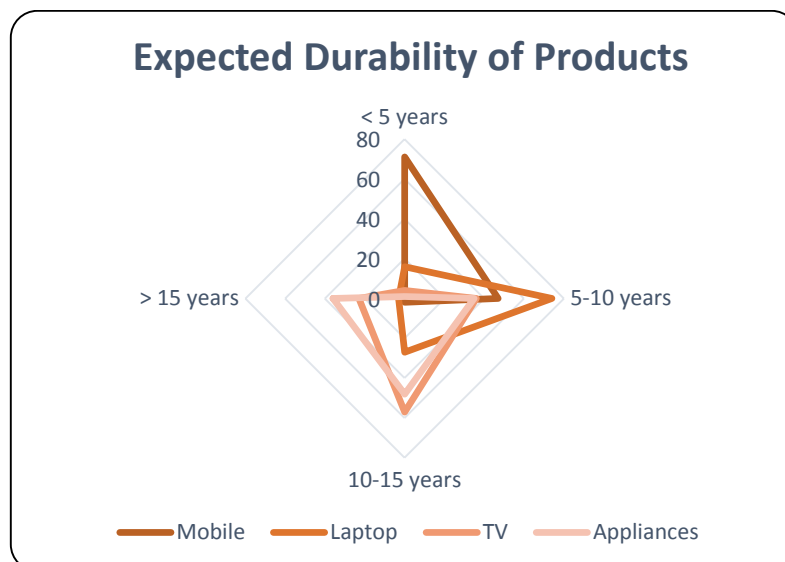 Expected Durability of Products
< 5 years
80
60
40
20
0
> 15 years
5-10 years
10-15 years
Mobile Laptop TV Appliances